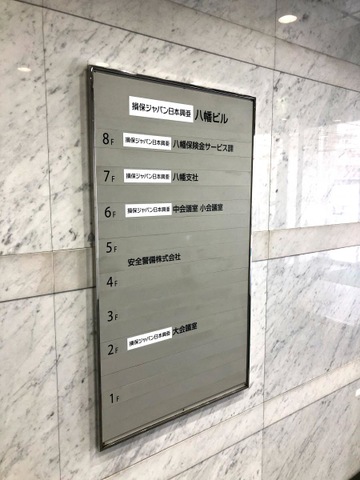 損保ジャパン日本興亜 八幡ビル
8F 損保ジャパン日本興亜 八幡保険金サービス課
7F 損保ジャパン日本興亜 八幡支社
6F 損保ジャパン日本興亜 中会議室 小会議室
5F
安全警備株式会社
4F
3F
2F 損保ジャパン日本興亜 大会議室
1F